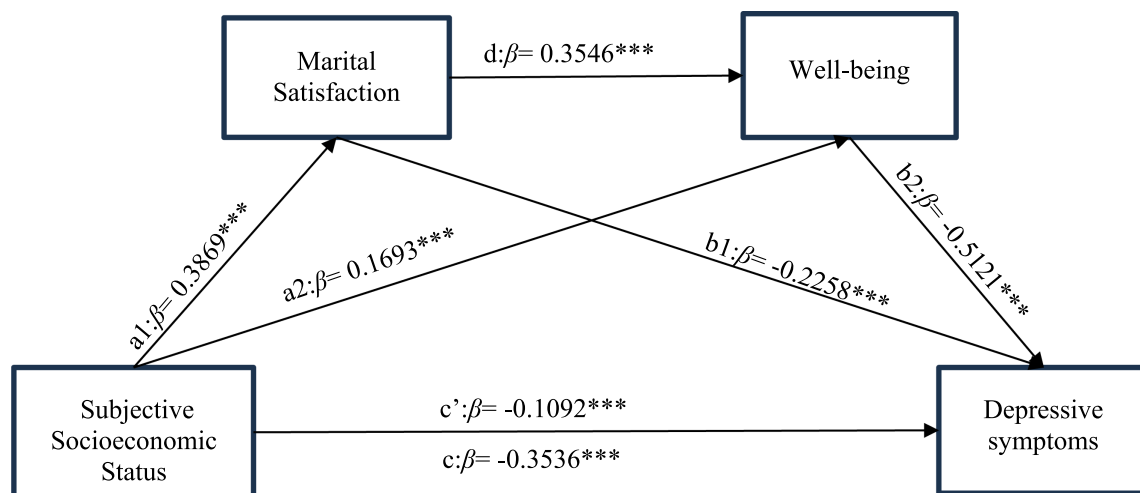 Marital
Satisfaction
d:β= 0.3546***
Well-being
a1:β= 0.3869***
a2:β= 0.1693***
b1:β= -0.2258***
b2:β= -0.5121***
Subjective
Socioeconomic
Status
c’:β= -0.1092***
c:β= -0.3536***
Depressive
symptoms